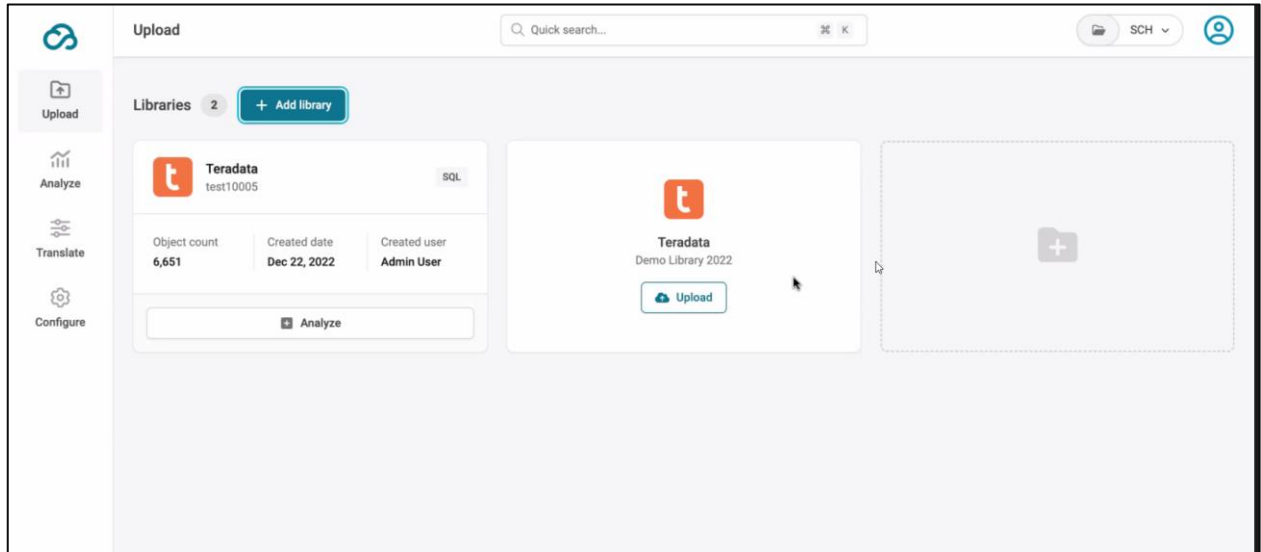 Upload
Quick search...
⌘ K
SCH
Upload
Analyze
Translate
Configure
Libraries 2
+ Add library
t
Teradata
test10005
SQL
Object count
6,651
Created date
Dec 22, 2022
Created user
Admin User
Analyze
t
Teradata
Demo Library 2022
Upload